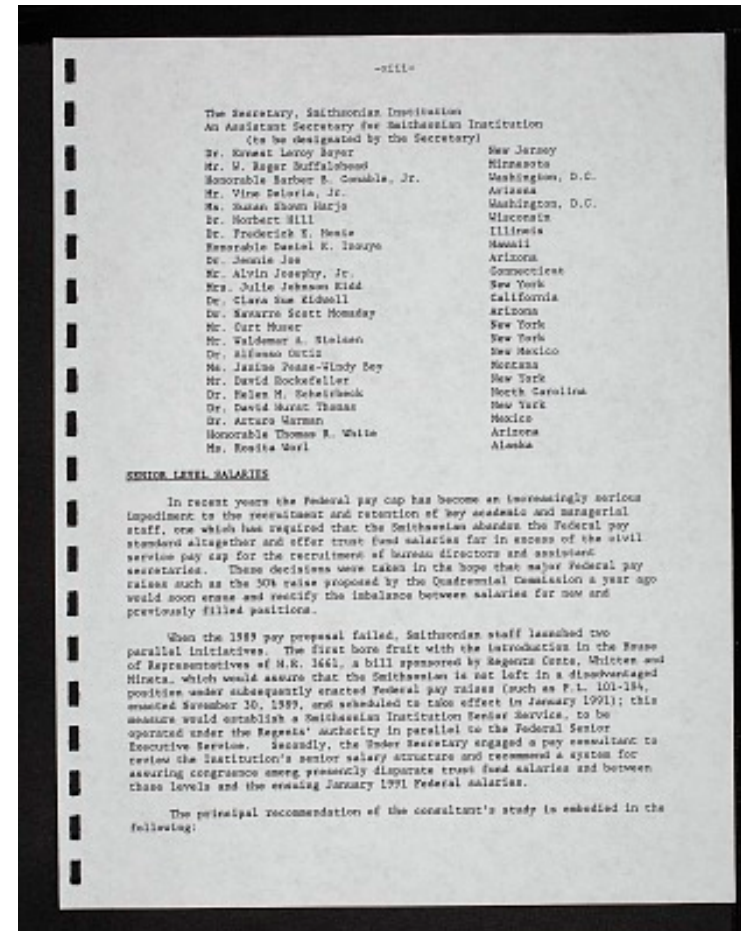 -xiii-
The Secretary, Smithsonian Institution
An Assistant Secretary for Smithsonian Institution
(to be designated by the Secretary)
Dr. Ernest Leroy Boyer New Jersey
Mr. W. Roger Buffalohead Minnesota
Honorable Barber B. Conable, Jr. Washington, D.C.
Mr. Vine Deloria, Jr. Arizona
Ms. Suzan Shown Harjo Washington, D.C.
Dr. Norbert Hill Wisconsin
Dr. Frederick E. Hoxie Illinois
Honorable Daniel K. Inouye Hawaii
Dr. Jennie Joe Arizona
Mr. Alvin Josephy, Jr. Connecticut
Mrs. Julie Johnson Kidd New York
Dr. Clara Sue Kidwell California
Dr. Navarre Scott Momaday Arizona
Mr. Curt Muser New York
Mr. Waldemar A. Nielsen New York
Dr. Alfonso Ortiz New Mexico
Ms. Janine Pease-Windy Boy Montana
Mr. David Rockefeller New York
Dr. Helen M. Scheirbeck North Carolina
Dr. David Hurst Thomas New York
Dr. Arturo Warman Mexico
Honorable Thomas R. White Arizona
Ms. Rosita Worl Alaska
SENIOR LEVEL SALARIES
In recent years the Federal pay cap has become an increasingly serious
impediment to the recruitment and retention of key academic and managerial
staff, one which has required that the Smithsonian abandon the Federal pay
standard altogether and offer trust fund salaries far in excess of the civil
service pay cap for the recruitment of bureau directors and assistant
secretaries. These decisions were taken in the hope that major Federal pay
raises such as the 50% raise proposed by the Quadrennial Commission a year ago
would soon erase and rectify the imbalance between salaries for new and
previously filled positions.
When the 1989 pay proposal failed, Smithsonian staff launched two
parallel initiatives. The first bore fruit with the introduction in the House
of Representatives of H.R. 3661, a bill sponsored by Regents Conte, Whitten and
Mineta, which would assure that the Smithsonian is not left in a disadvantaged
position under subsequently enacted Federal pay raises (such as P.L. 101-194,
enacted November 30, 1989, and scheduled to take effect in January 1991); this
measure would establish a Smithsonian Institution Senior Service, to be
operated under the Regents' authority in parallel to the Federal Senior
Executive Service. Secondly, the Under Secretary engaged a pay consultant to
review the Institution's senior salary structure and recommend a system for
assuring congruence among presently disparate trust fund salaries and between
those levels and the ensuing January 1991 Federal salaries.
The principal recommendation of the consultant's study is embodied in the
following: